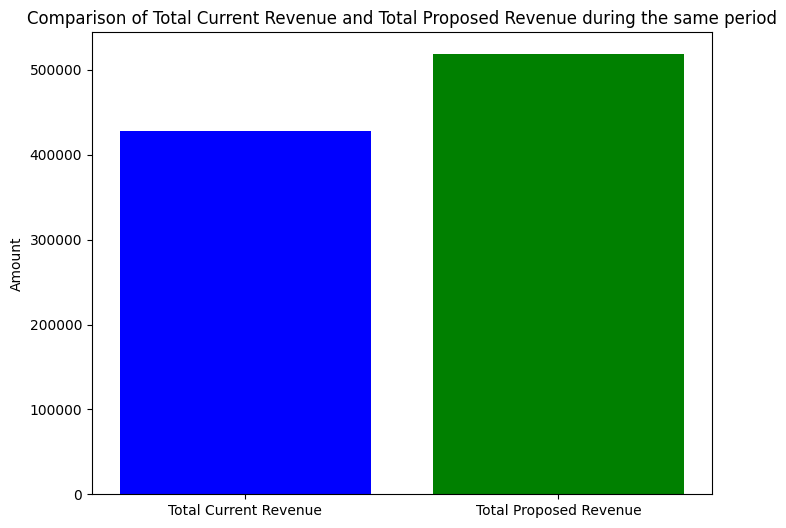 Comparison of Total Current Revenue and Total Proposed Revenue during the same period
500000
400000
300000
200000
100000
0
Amount
Total Current Revenue
Total Proposed Revenue